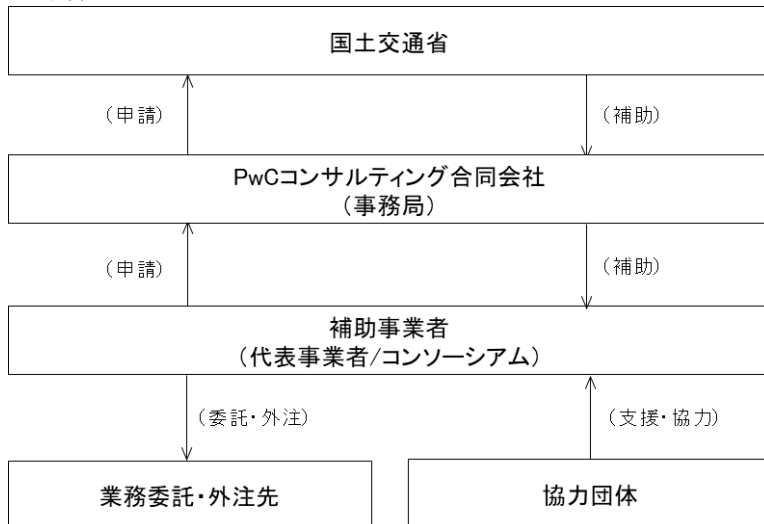 国土交通省
（申請）
（補助）
PwCコンサルティング合同会社
（事務局）
（申請）
（補助）
補助事業者
（代表事業者/コンソーシアム）
（委託・外注）
（支援・協力）
業務委託・外注先
協力団体